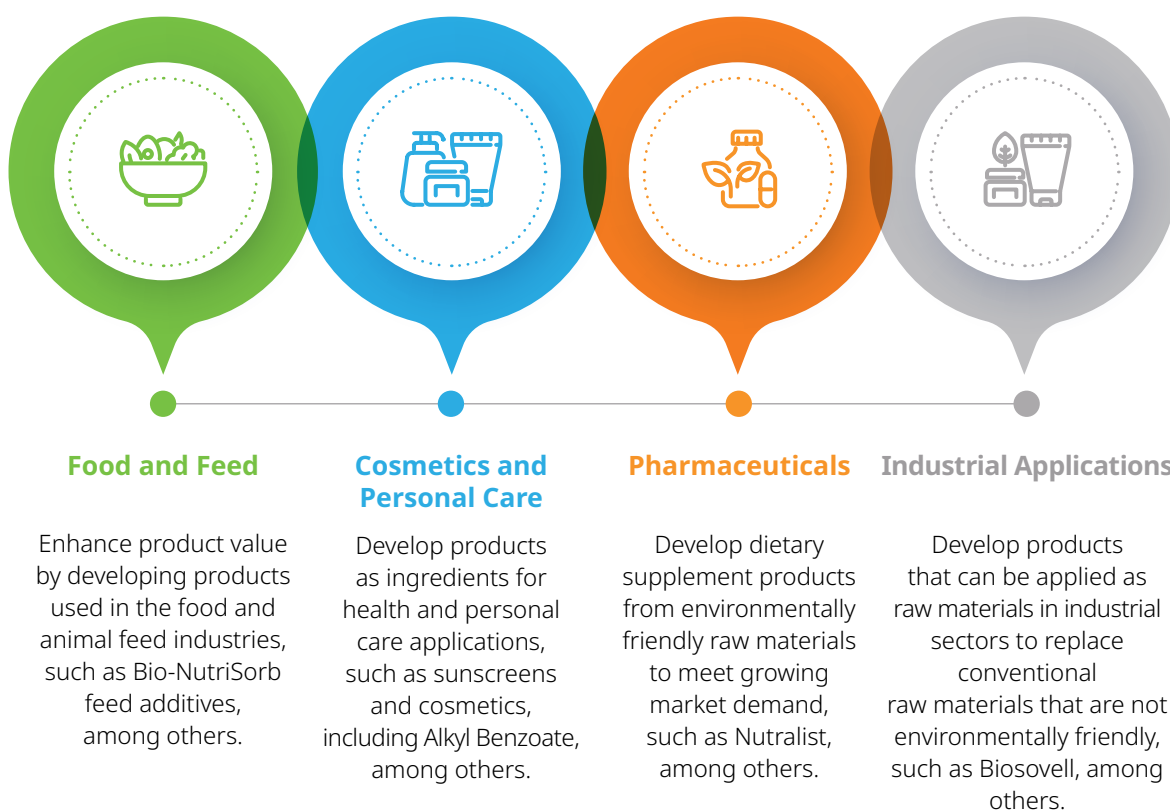 Food and Feed
Enhance product value
by developing products
used in the food and
animal feed industries,
such as Bio-NutriSorb
feed additives,
among others.
Cosmetics and
Personal Care
Develop products
as ingredients for
health and personal
care applications,
such as sunscreens
and cosmetics,
including Alkyl Benzoate,
among others.
Pharmaceuticals
Develop dietary
supplement products
from environmentally
friendly raw materials
to meet growing
market demand,
such as Nutralist,
among others.
Industrial Applications
Develop products
that can be applied as
raw materials in industrial
sectors to replace
conventional
raw materials that are not
environmentally friendly,
such as Biosovell, among
others.